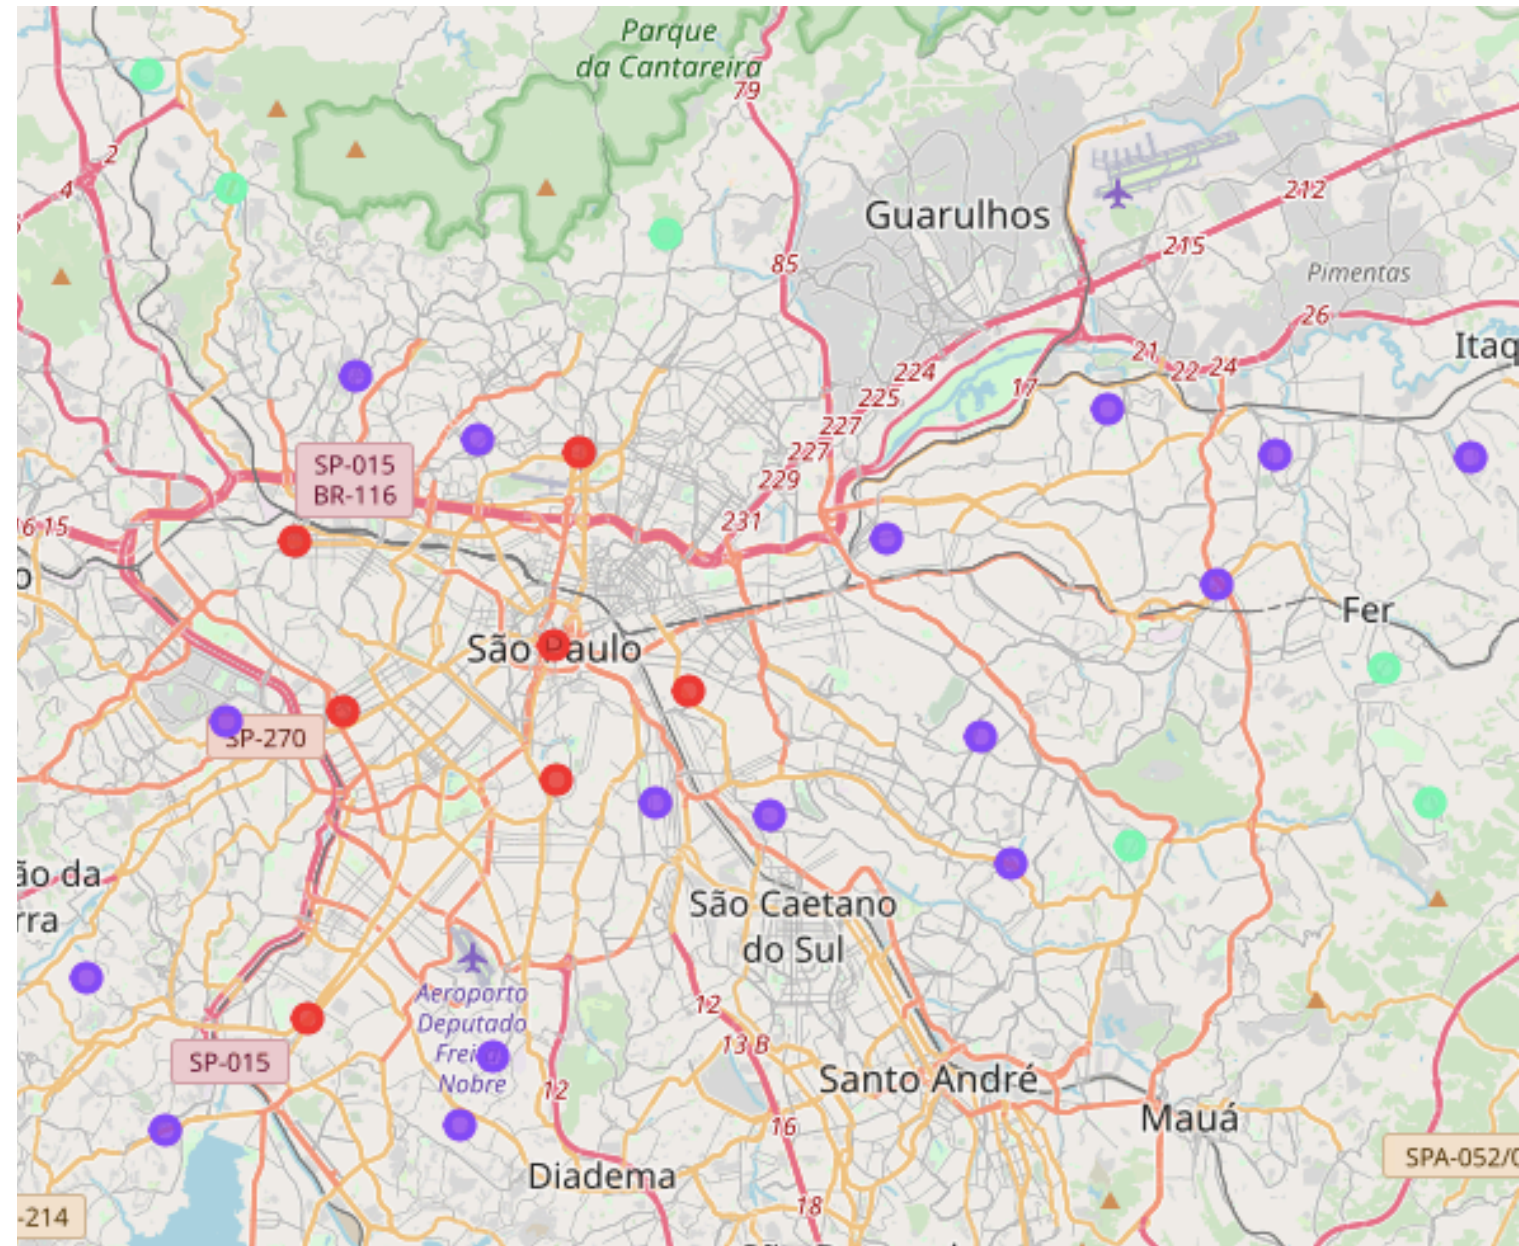 Parque
da Cantareira
79
2
4
Guarulhos
212
215
85
Pimentas
26
21
22
24
Itaq
224
17
225
227
227
SP-015
BR-116
229
231
16
15
o
Fer
São Paulo
SP-270
ão da
rra
São Caetano
do Sul
Aeroporto
Deputado
Nobre
12
13 B
SP-015
12
Santo André
Mauá
16
SPA-052/0
Diadema
18
-214